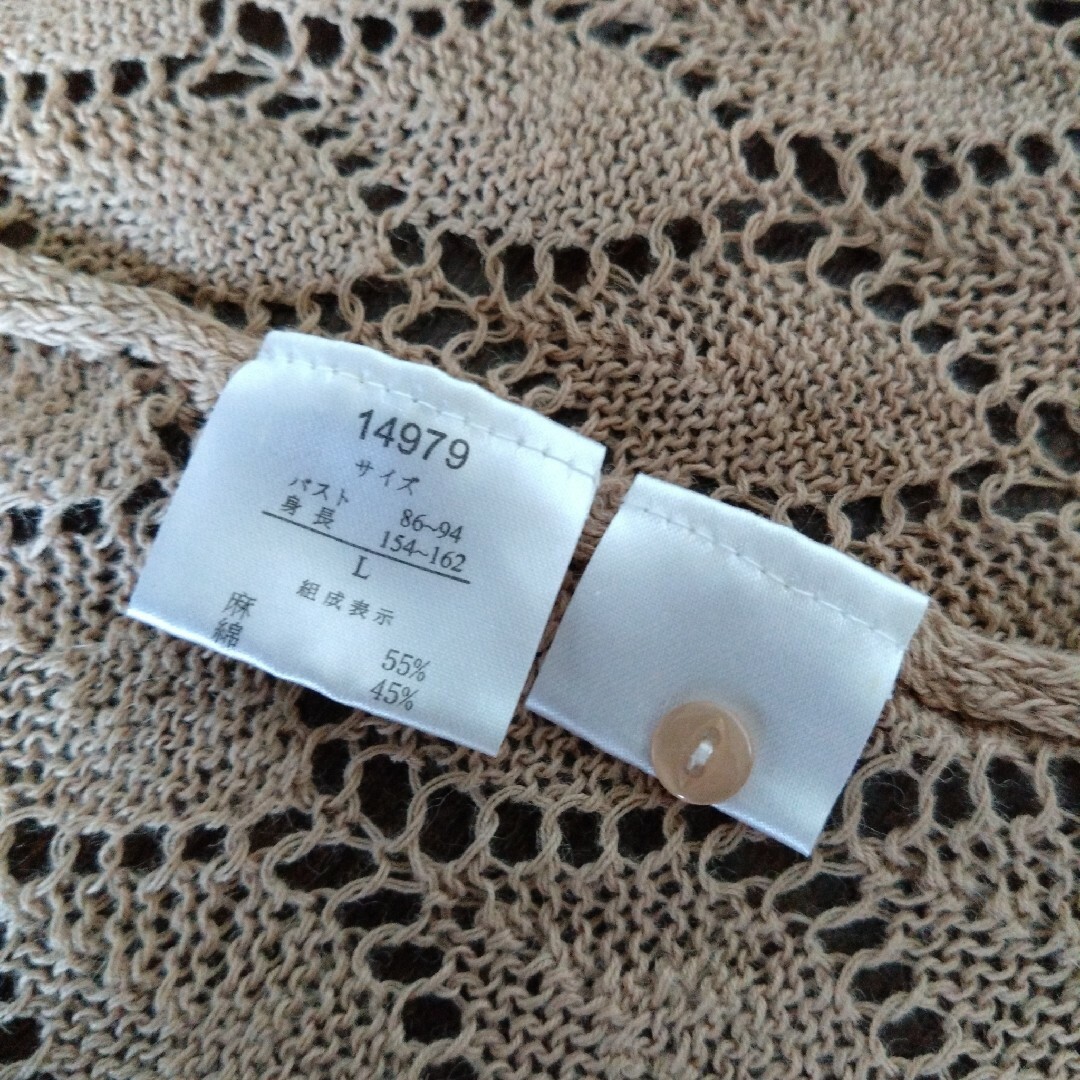 14979
サイズ
バスト 86~94
身長 154~162
L
組成表示
麻 55%
綿 45%